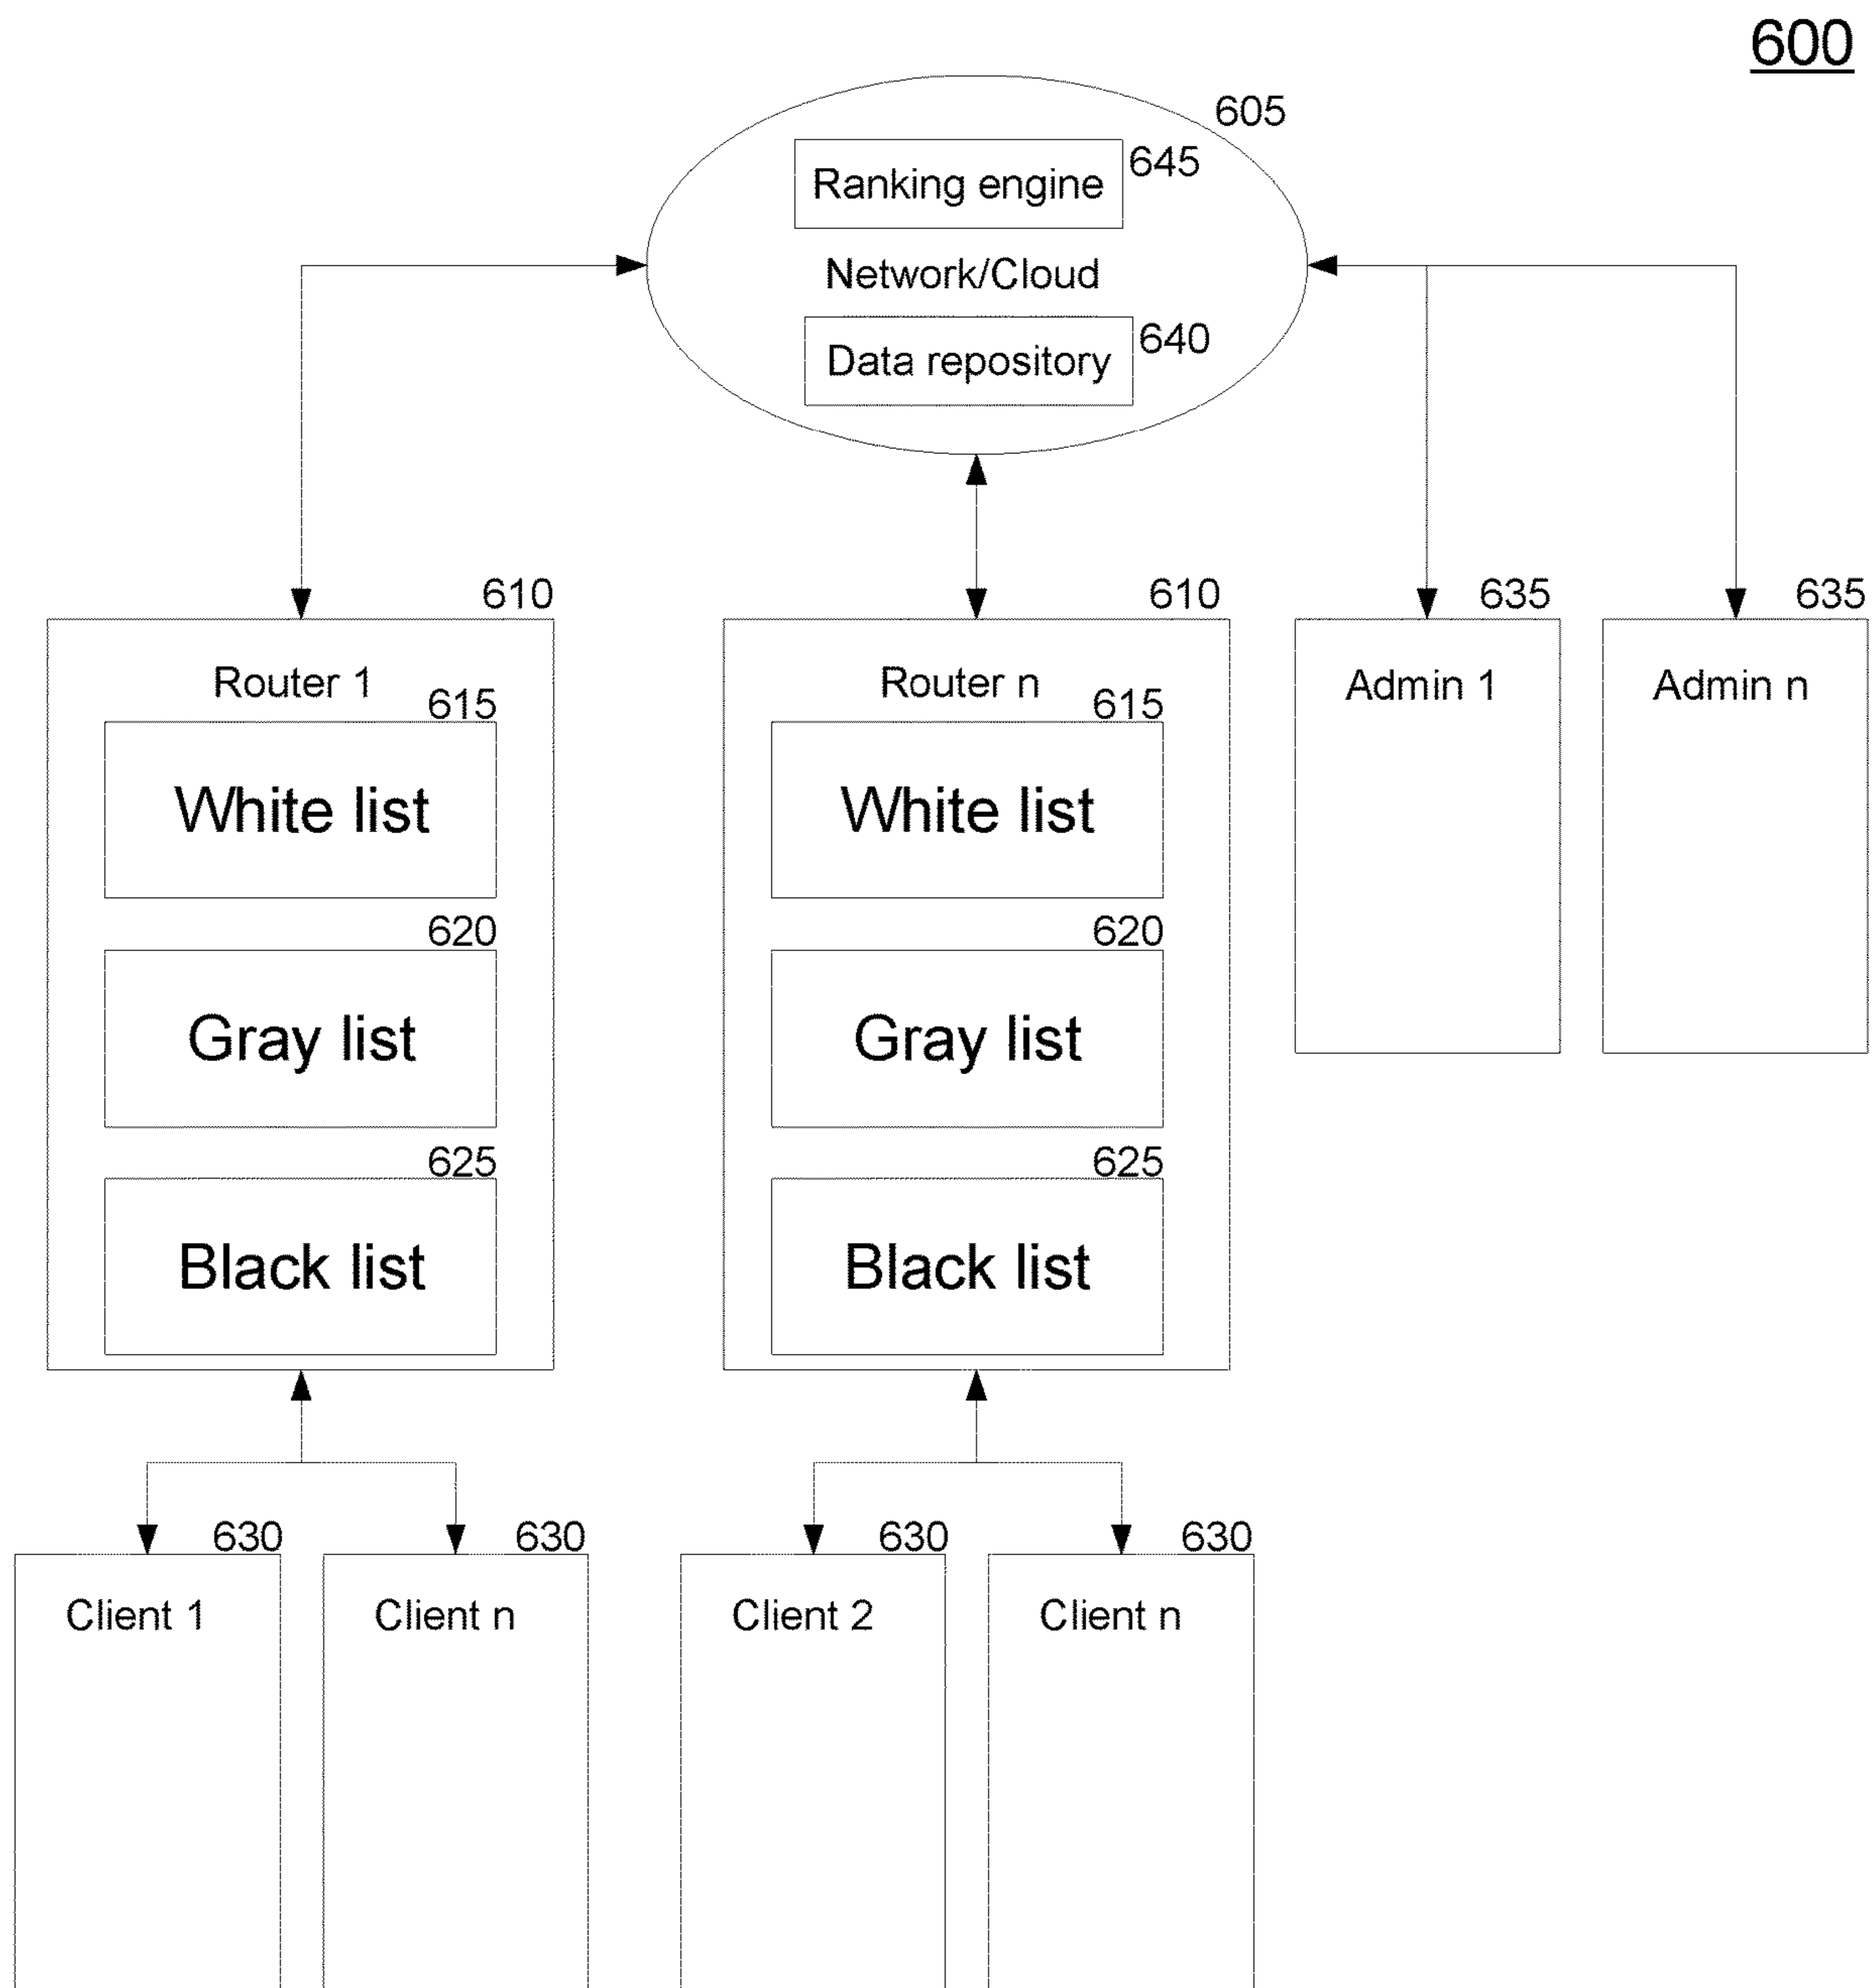 600
605
Ranking engine
645
Network/Cloud
Data repository
640
610
Router 1
615
White list
620
Gray list
625
Black list
610
Router n
615
White list
620
Gray list
625
Black list
635
Admin 1
635
Admin n
630
Client 1
630
Client n
630
Client 2
630
Client n